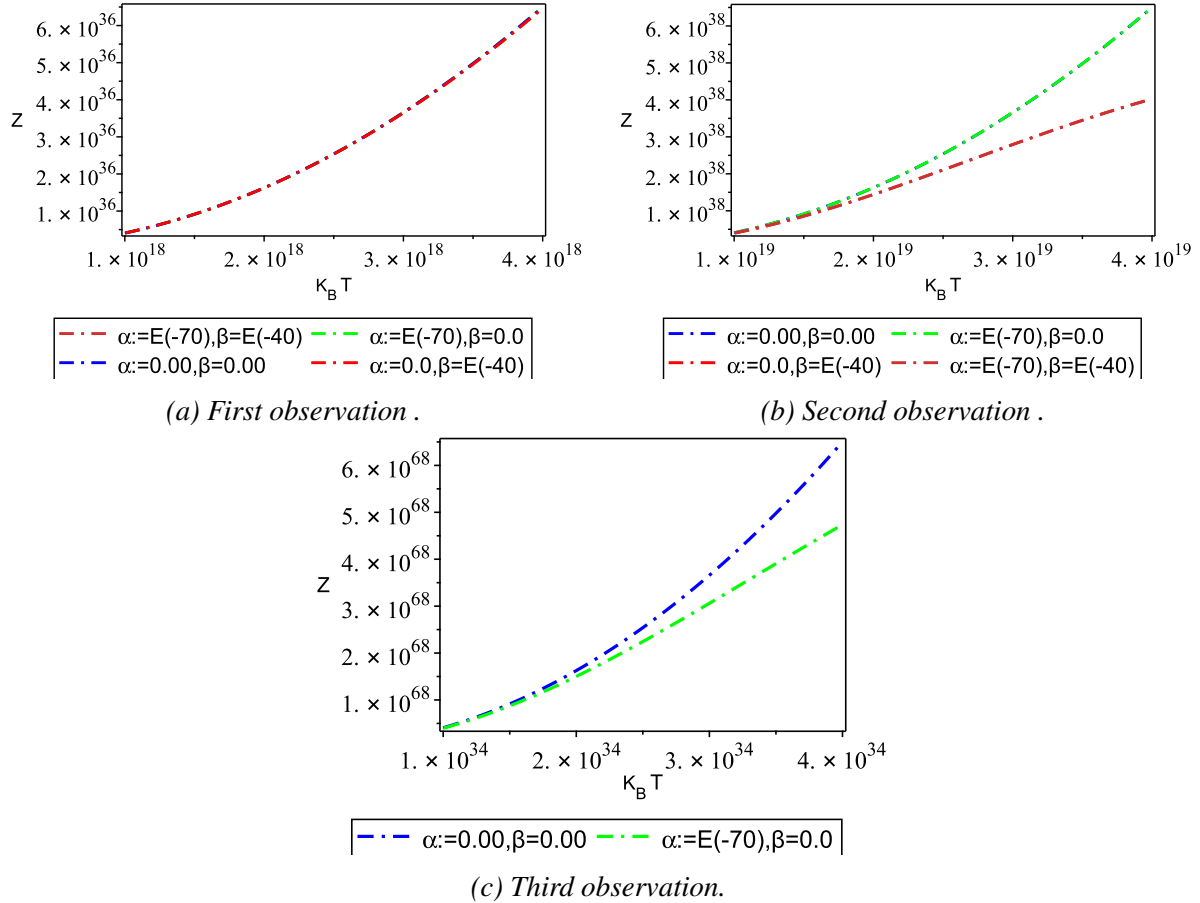 6. × 10^36
5. × 10^36
4. × 10^36
Z
3. × 10^36
2. × 10^36
1. × 10^36
1. × 10^18 2. × 10^18 3. × 10^18 4. × 10^18
K_B T
α:=E(-70),β=E(-40) α:=E(-70),β=0.0
α:=0.00,β=0.00 α:=0.0,β=E(-40)
(a) First observation .
6. × 10^38
5. × 10^38
4. × 10^38
Z
3. × 10^38
2. × 10^38
1. × 10^38
1. × 10^19 2. × 10^19 3. × 10^19 4. × 10^19
K_B T
α:=0.00,β=0.00 α:=E(-70),β=0.0
α:=0.0,β=E(-40) α:=E(-70),β=E(-40)
(b) Second observation .
6. × 10^68
5. × 10^68
4. × 10^68
Z
3. × 10^68
2. × 10^68
1. × 10^68
1. × 10^34 2. × 10^34 3. × 10^34 4. × 10^34
K_B T
α:=0.00,β=0.00 α:=E(-70),β=0.0
(c) Third observation.